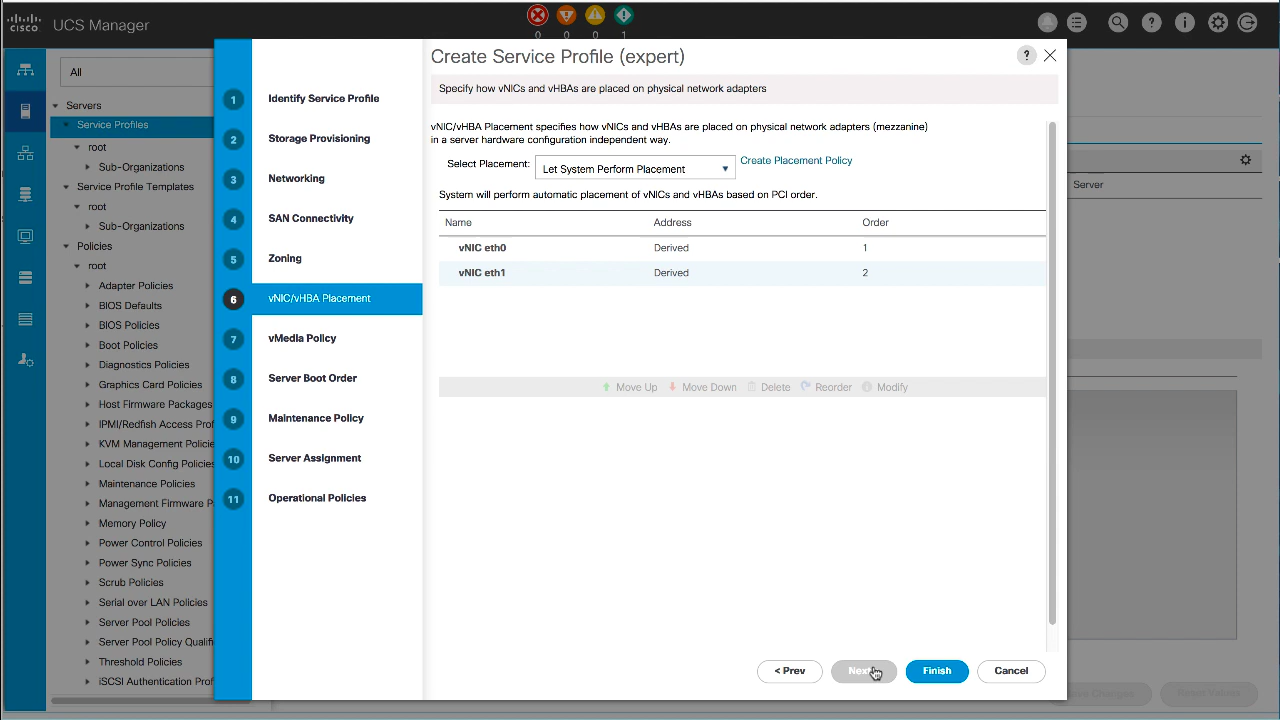 CISCO
UCS Manager
0
0
0
1
All
Servers
Service Profiles
root
Sub-Organizations
Service Profile Templates
root
Sub-Organizations
Policies
root
Adapter Policies
BIOS Defaults
BIOS Policies
Boot Policies
Diagnostics Policies
Graphics Card Policies
Host Firmware Packages
IPMI/Redfish Access Prof
KVM Management Policies
Local Disk Config Policies
Maintenance Policies
Management Firmware P
Memory Policy
Power Control Policies
Power Sync Policies
Scrub Policies
Serial over LAN Policies
Server Pool Policies
Server Pool Policy Qualifi
Threshold Policies
iSCSI Authentication Profi
1 Identify Service Profile
2 Storage Provisioning
3 Networking
4 SAN Connectivity
5 Zoning
6 vNIC/vHBA Placement
7 vMedia Policy
8 Server Boot Order
9 Maintenance Policy
10 Server Assignment
11 Operational Policies
Create Service Profile (expert)
?
Specify how vNICs and vHBAs are placed on physical network adapters
vNIC/vHBA Placement specifies how vNICs and vHBAs are placed on physical network adapters (mezzanine)
in a server hardware configuration independent way.
Select Placement: Let System Perform Placement Create Placement Policy
System will perform automatic placement of vNICs and vHBAs based on PCI order.
Name Address Order
vNIC eth0 Derived 1
vNIC eth1 Derived 2
Move Up Move Down Delete Reorder Modify
< Prev Finish Cancel
Server
Reset Values